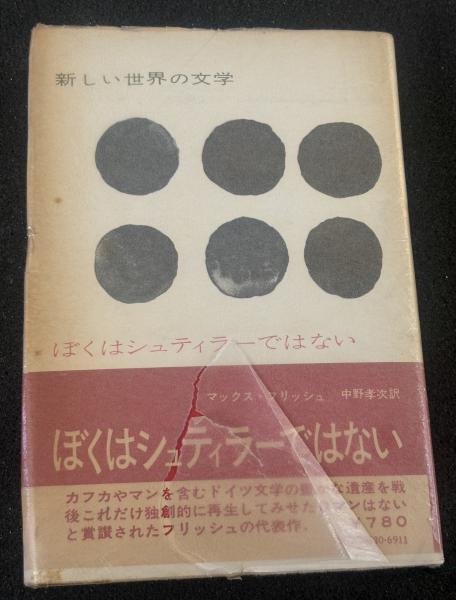 新しい世界の文学
ぼくはシュティラーではない
マックス・フリッシュ 中野孝次訳
ぼくはシュティラーではない
カフカやマンを含むドイツ文学の豊かな遺産を戦
後これだけ独創的に再生してみせたロマンはない
と賞讃されたフリッシュの代表作。 ¥780
-6911